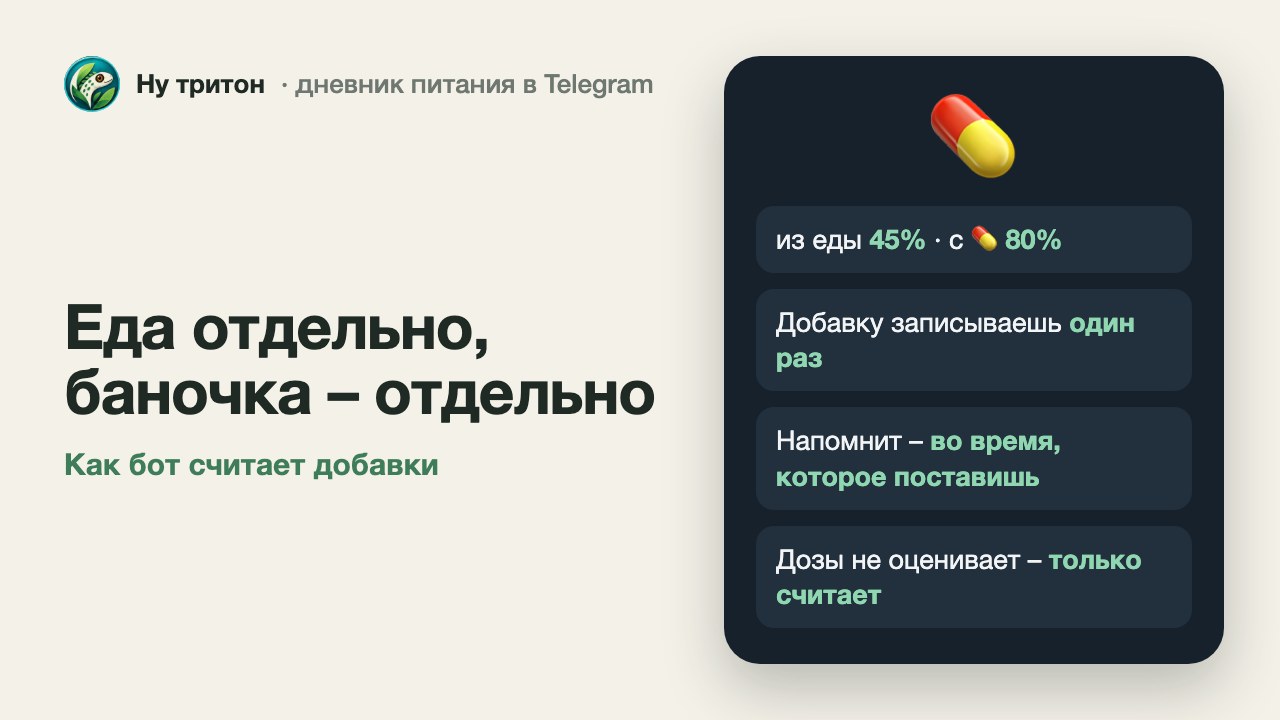 Ну тритон · дневник питания в Telegram
Еда отдельно,
баночка – отдельно
Как бот считает добавки
из еды 45% · с 💊 80%
Добавку записываешь один
раз
Напомнит – во время,
которое поставишь
Дозы не оценивает – только
считает